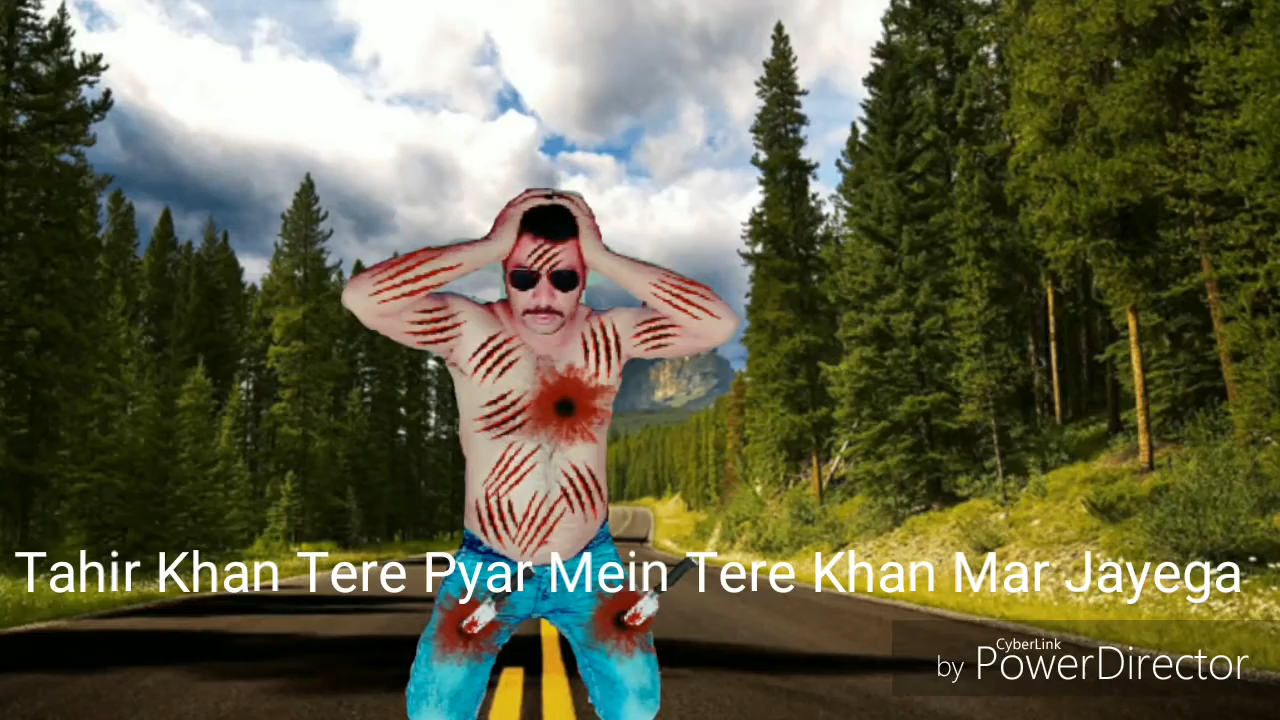 Tahir Khan Tere Pyar Mein Tere Khan Mar Jayega
CyberLink
by PowerDirector